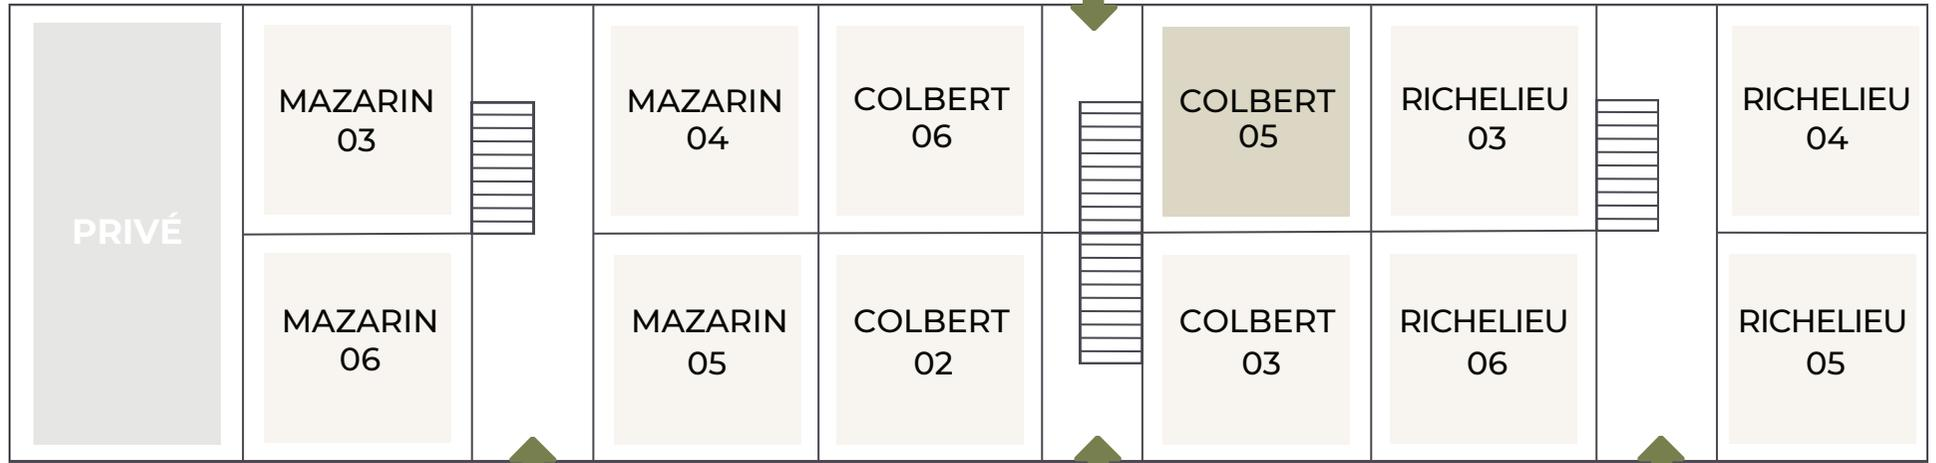 PRIVÉ
MAZARIN
03
MAZARIN
04
COLBERT
06
COLBERT
05
RICHELIEU
03
RICHELIEU
04
MAZARIN
06
MAZARIN
05
COLBERT
02
COLBERT
03
RICHELIEU
06
RICHELIEU
05